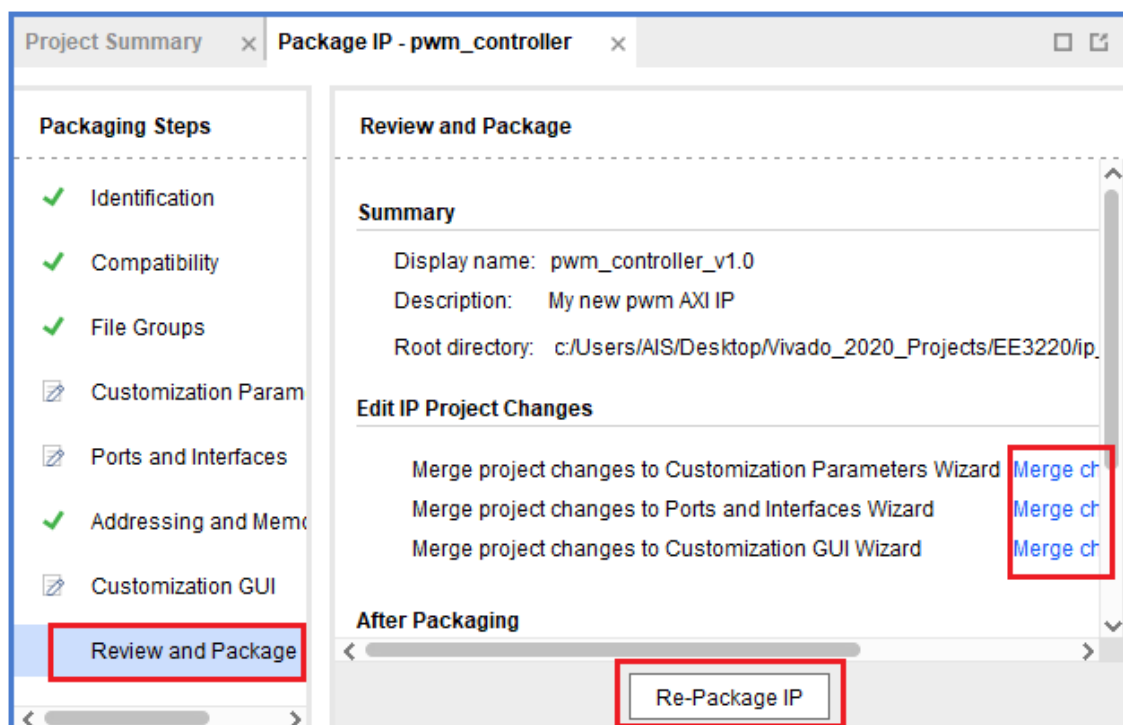 Project Summary
Package IP - pwm_controller
Packaging Steps
Identification
Compatibility
File Groups
Customization Param
Ports and Interfaces
Addressing and Memo
Customization GUI
Review and Package
Review and Package
Summary
Display name: pwm_controller_v1.0
Description: My new pwm AXI IP
Root directory: c:/Users/AIS/Desktop/Vivado_2020_Projects/EE3220/ip_
Edit IP Project Changes
Merge project changes to Customization Parameters Wizard Merge ch
Merge project changes to Ports and Interfaces Wizard Merge ch
Merge project changes to Customization GUI Wizard Merge ch
After Packaging
Re-Package IP